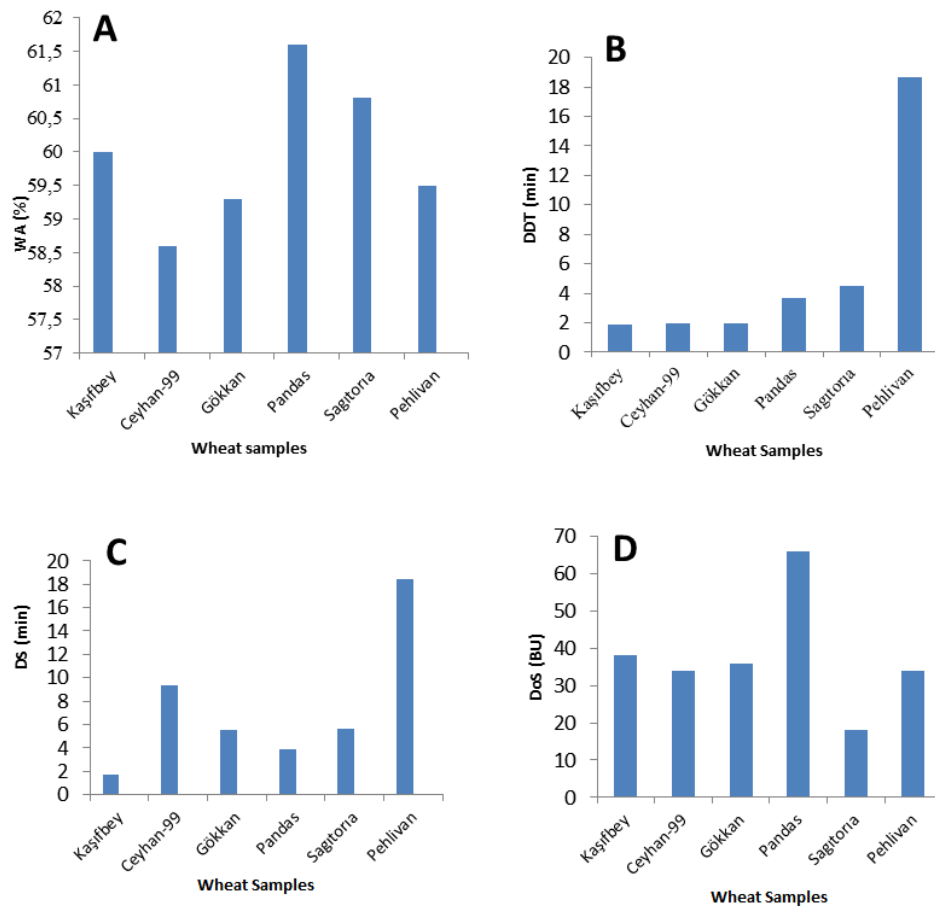 A
WA (%)
62
61,5
61
60,5
60
59,5
59
58,5
58
57,5
57
Kaşıfbey
Ceyhan-99
Gökkan
Pandas
Sagıtorıa
Pehlivan
Wheat samples
B
DDT (min)
20
18
16
14
12
10
8
6
4
2
0
Kaşıfbey
Ceyhan-99
Gökkan
Pandas
Sagıtorıa
Pehlivan
Wheat Samples
C
DS (min)
20
18
16
14
12
10
8
6
4
2
0
Kaşıfbey
Ceyhan-99
Gökkan
Pandas
Sagıtorıa
Pehlivan
Wheat Samples
D
DoS (BU)
70
60
50
40
30
20
10
0
Kaşıfbey
Ceyhan-99
Gökkan
Pandas
Sagıtorıa
Pehlivan
Wheat Samples